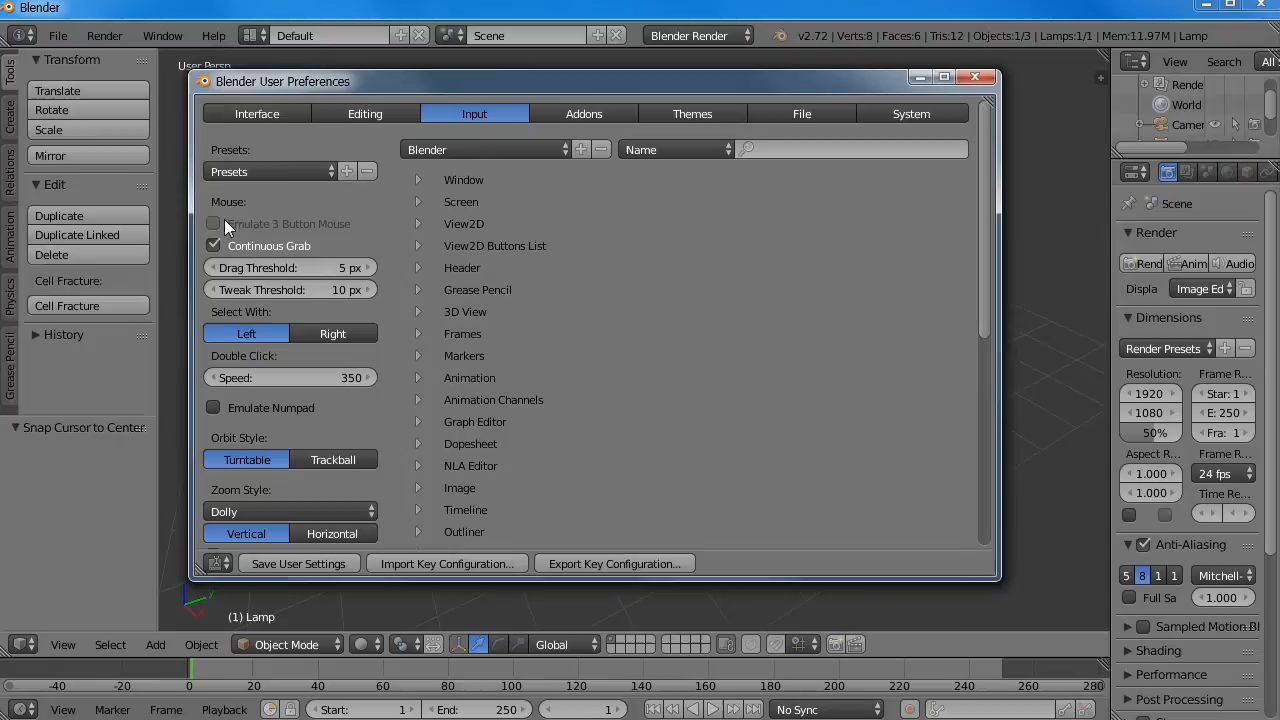 Blender
File Render Window Help Default Scene Blender Render v2.72 | Verts:8 | Faces:6 | Tris:12 | Objects:1/3 | Lamps:1/1 | Mem:11.97M | Lamp
User Persp
Tools
Create
Relations
Animation
Physics
Grease Pencil
Transform
Translate
Rotate
Scale
Mirror
Edit
Duplicate
Duplicate Linked
Delete
Cell Fracture:
Cell Fracture
History
Snap Cursor to Center
Blender User Preferences
Interface Editing Input Addons Themes File System
Presets:
Presets
Mouse:
Emulate 3 Button Mouse
Continuous Grab
Drag Threshold: 5 px
Tweak Threshold: 10 px
Select With:
Left Right
Double Click:
Speed: 350
Emulate Numpad
Orbit Style:
Turntable Trackball
Zoom Style:
Dolly
Vertical Horizontal
Blender Name
Window
Screen
View2D
View2D Buttons List
Header
Grease Pencil
3D View
Frames
Markers
Animation
Animation Channels
Graph Editor
Dopesheet
NLA Editor
Image
Timeline
Outliner
Save User Settings Import Key Configuration... Export Key Configuration...
(1) Lamp
View Search All
Rende
World
Camer
Scene
Render
Rend Anim Audio
Displa Image Ed
Dimensions
Render Presets
Resolution: Frame R...
1920 Star: 1
1080 E: 250
50% Fra: 1
Aspect R... Frame R...
1.000 24 fps
1.000 Time Re...
Anti-Aliasing
5 8 1 1 Mitchell-
Full Sa 1.000
Sampled Motion Bl
Shading
Performance
Post Processing
View Select Add Object Object Mode Global
-40 -20 0 20 40 60 80 100 120 140 160 180 200 220 240 260 280
View Marker Frame Playback Start: 1 End: 250 1 No Sync